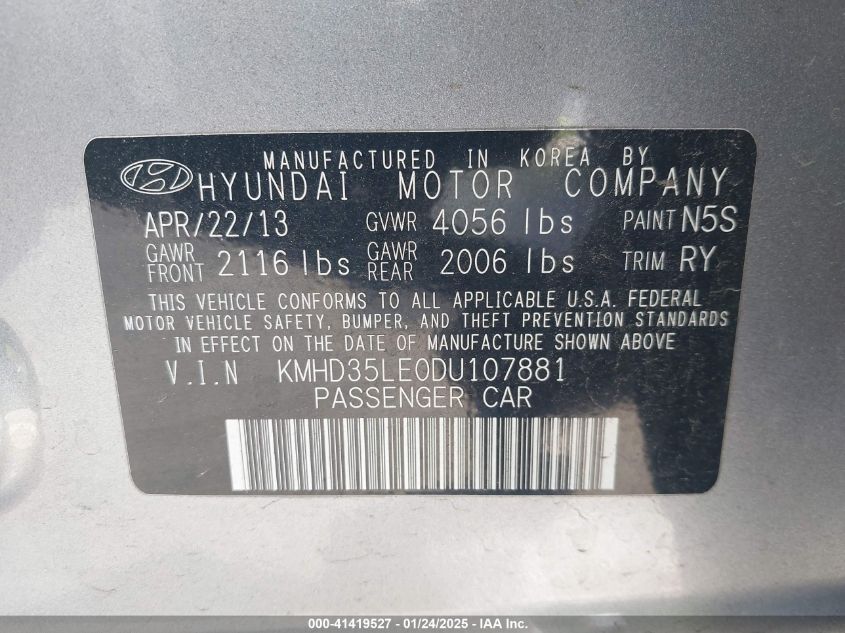 MANUFACTURED IN KOREA BY
HYUNDAI MOTOR COMPANY
APR/22/13 GVWR 4056 lbs PAINT N5S
GAWR FRONT 2116 lbs GAWR REAR 2006 lbs TRIM RY
THIS VEHICLE CONFORMS TO ALL APPLICABLE U.S.A. FEDERAL
MOTOR VEHICLE SAFETY, BUMPER, AND THEFT PREVENTION STANDARDS
IN EFFECT ON THE DATE OF MANUFACTURE SHOWN ABOVE
V.I.N KMHD35LE0DU107881
PASSENGER CAR
000-41419527 - 01/24/2025 - IAA Inc.